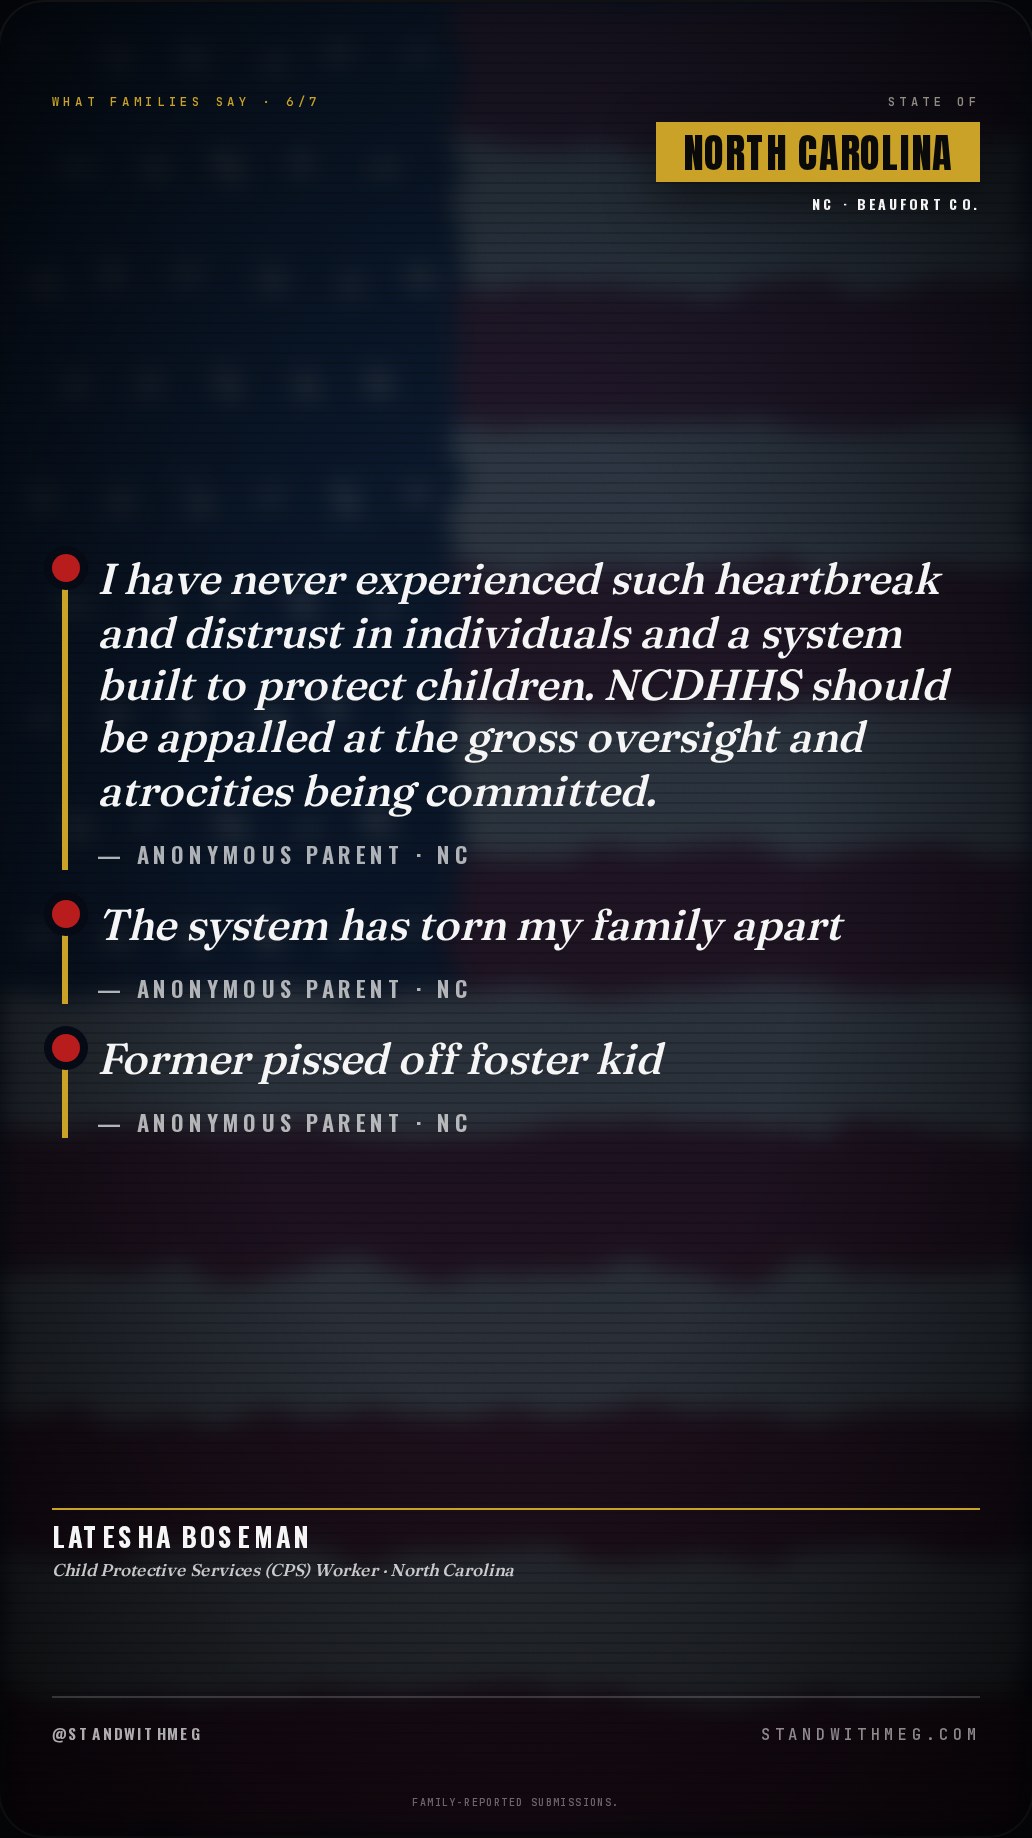 WHAT FAMILIES SAY · 6/7
STATE OF
NORTH CAROLINA
NC · BEAUFORT CO.
I have never experienced such heartbreak
and distrust in individuals and a system
built to protect children. NCDHHS should
be appalled at the gross oversight and
atrocities being committed.
— ANONYMOUS PARENT · NC
The system has torn my family apart
— ANONYMOUS PARENT · NC
Former pissed off foster kid
— ANONYMOUS PARENT · NC
LATESHA BOSEMAN
Child Protective Services (CPS) Worker · North Carolina
@STANDWITHMEG
STANDWITHMEG.COM
FAMILY-REPORTED SUBMISSIONS.